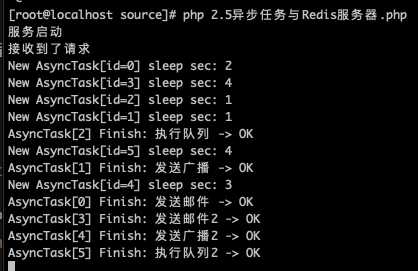 [root@localhost source]# php 2.5异步任务与Redis服务器.php
服务启动
接收到了请求
New AsyncTask[id=0] sleep sec: 2
New AsyncTask[id=3] sleep sec: 4
New AsyncTask[id=2] sleep sec: 1
New AsyncTask[id=1] sleep sec: 1
AsyncTask[2] Finish: 执行队列 -> OK
New AsyncTask[id=5] sleep sec: 4
AsyncTask[1] Finish: 发送广播 -> OK
New AsyncTask[id=4] sleep sec: 3
AsyncTask[0] Finish: 发送邮件 -> OK
AsyncTask[3] Finish: 发送邮件2 -> OK
AsyncTask[4] Finish: 发送广播2 -> OK
AsyncTask[5] Finish: 执行队列2 -> OK